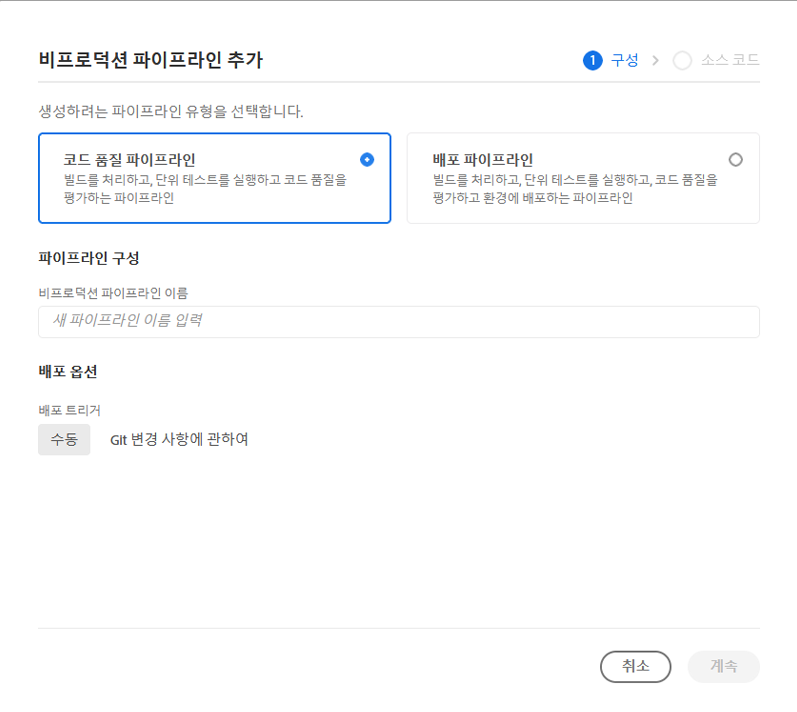 비프로덕션 파이프라인 추가
1 구성 > 소스 코드
생성하려는 파이프라인 유형을 선택합니다.
코드 품질 파이프라인
빌드를 처리하고, 단위 테스트를 실행하고 코드 품질을
평가하는 파이프라인
배포 파이프라인
빌드를 처리하고, 단위 테스트를 실행하고, 코드 품질을
평가하고 환경에 배포하는 파이프라인
파이프라인 구성
비프로덕션 파이프라인 이름
새 파이프라인 이름 입력
배포 옵션
배포 트리거
수동 Git 변경 사항에 관하여
취소 계속